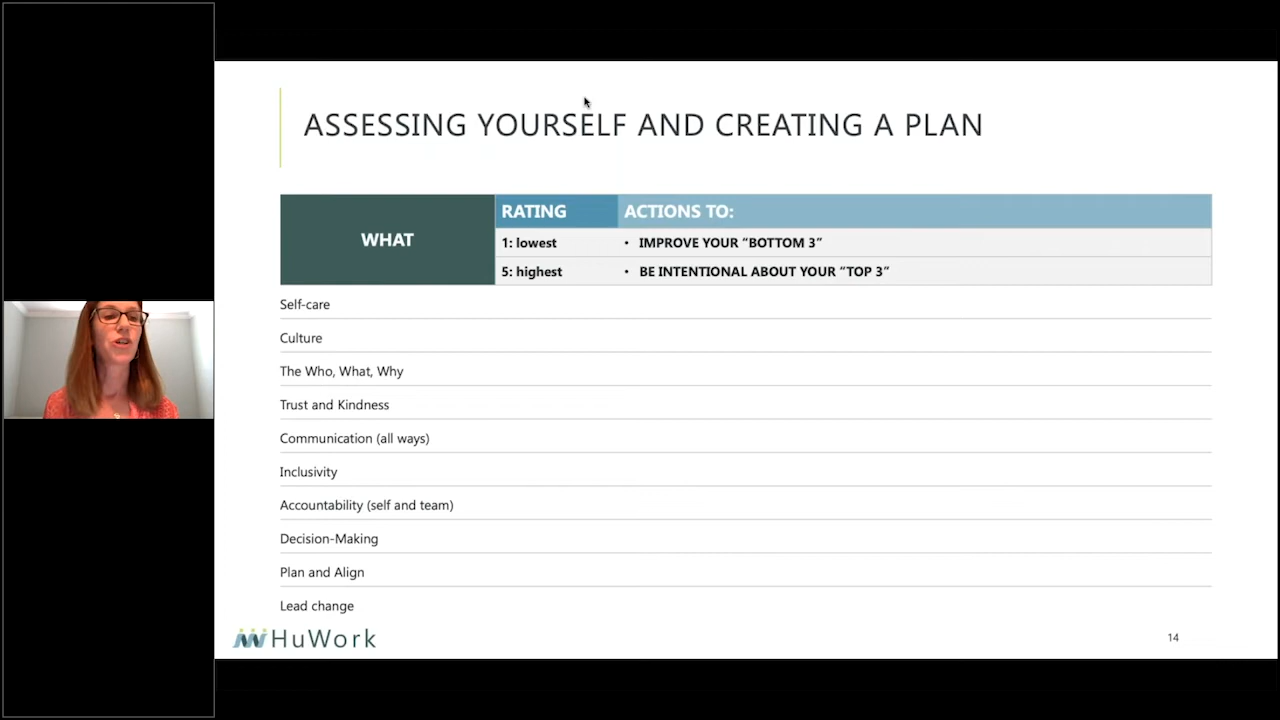 ASSESSING YOURSELF AND CREATING A PLAN
WHAT
RATING
ACTIONS TO:
1: lowest
• IMPROVE YOUR “BOTTOM 3”
5: highest
• BE INTENTIONAL ABOUT YOUR “TOP 3”
Self-care
Culture
The Who, What, Why
Trust and Kindness
Communication (all ways)
Inclusivity
Accountability (self and team)
Decision-Making
Plan and Align
Lead change
HuWork
14